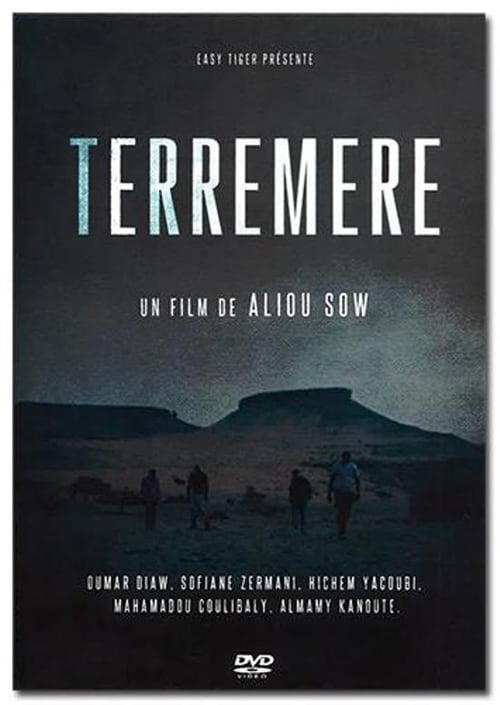 EASY TIGER PRÉSENTE
TERREMERE
UN FILM DE ALIOU SOW
OUMAR DIAW, SOFIANE ZERMANI, HICHEM YACOUBI,
MAHAMADOU COULIBALY, ALMAMY KANOUTE.
DVD
VIDEO